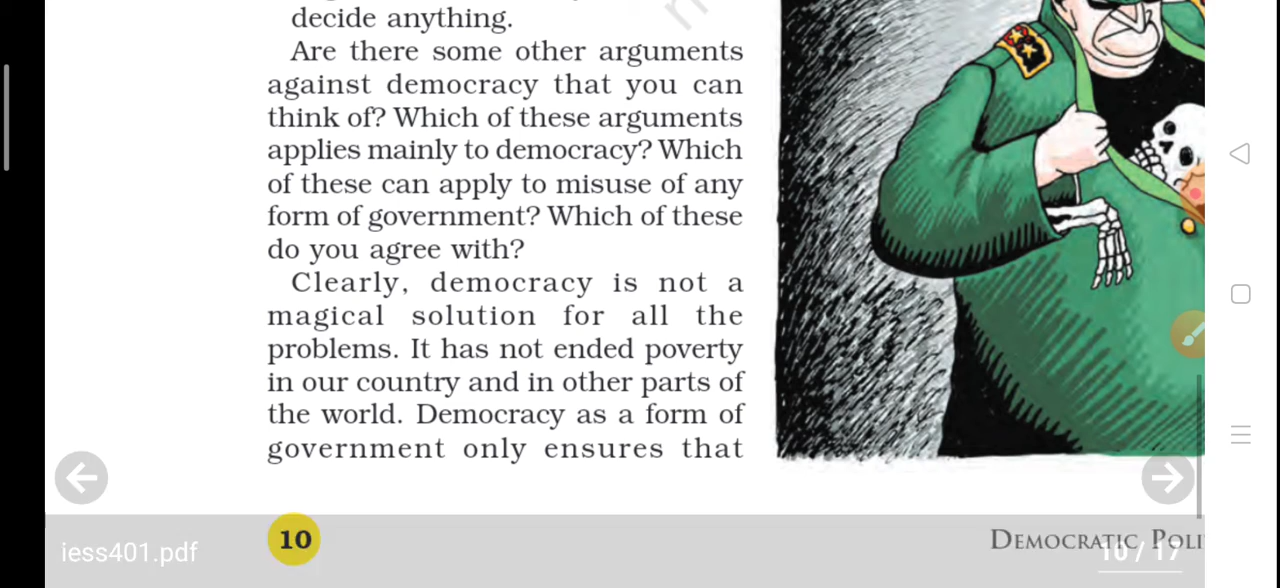 decide anything.
Are there some other arguments
against democracy that you can
think of? Which of these arguments
applies mainly to democracy? Which
of these can apply to misuse of any
form of government? Which of these
do you agree with?
Clearly, democracy is not a
magical solution for all the
problems. It has not ended poverty
in our country and in other parts of
the world. Democracy as a form of
government only ensures that
iess401.pdf
10
DEMOCRATIC
10 / 17